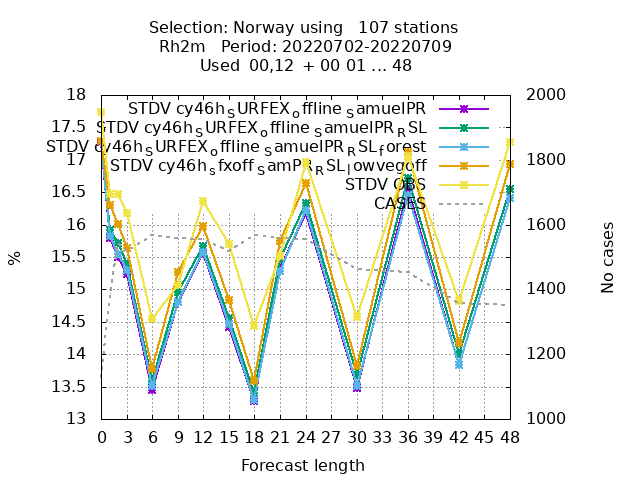 Selection: Norway using   107 stations
Rh2m   Period: 20220702-20220709
Used  00,12  + 00 01 ... 48
18
17.5
17
16.5
16
15.5
15
14.5
14
13.5
13
%
2000
1800
1600
1400
1200
1000
No cases
STDV cy46h_SURFEX_offline_SamuelPR
STDV cy46h_SURFEX_offline_SamuelPR_RSL
STDV cy46h_SURFEX_offline_SamuelPR_RSL_forest
STDV cy46h_sfxoff_SamPR_RSL_lowvegoff
STDV OBS
CASES
0 3 6 9 12 15 18 21 24 27 30 33 36 39 42 45 48
Forecast length